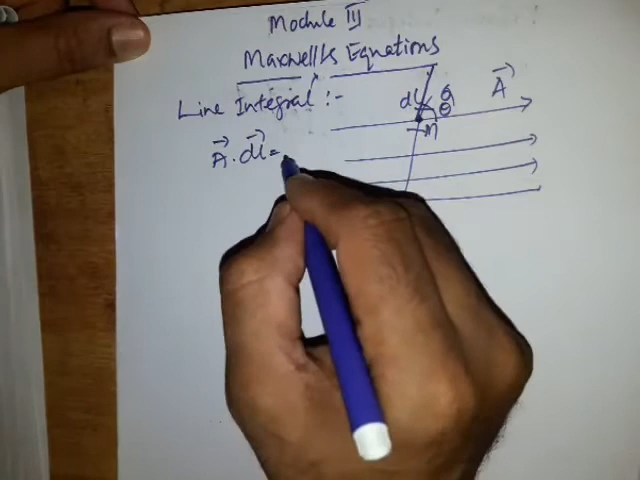 Module III
Maxwell's Equations
Line Integral :-
dl θ A⃗
θ
n
A⃗ . dl⃗ =